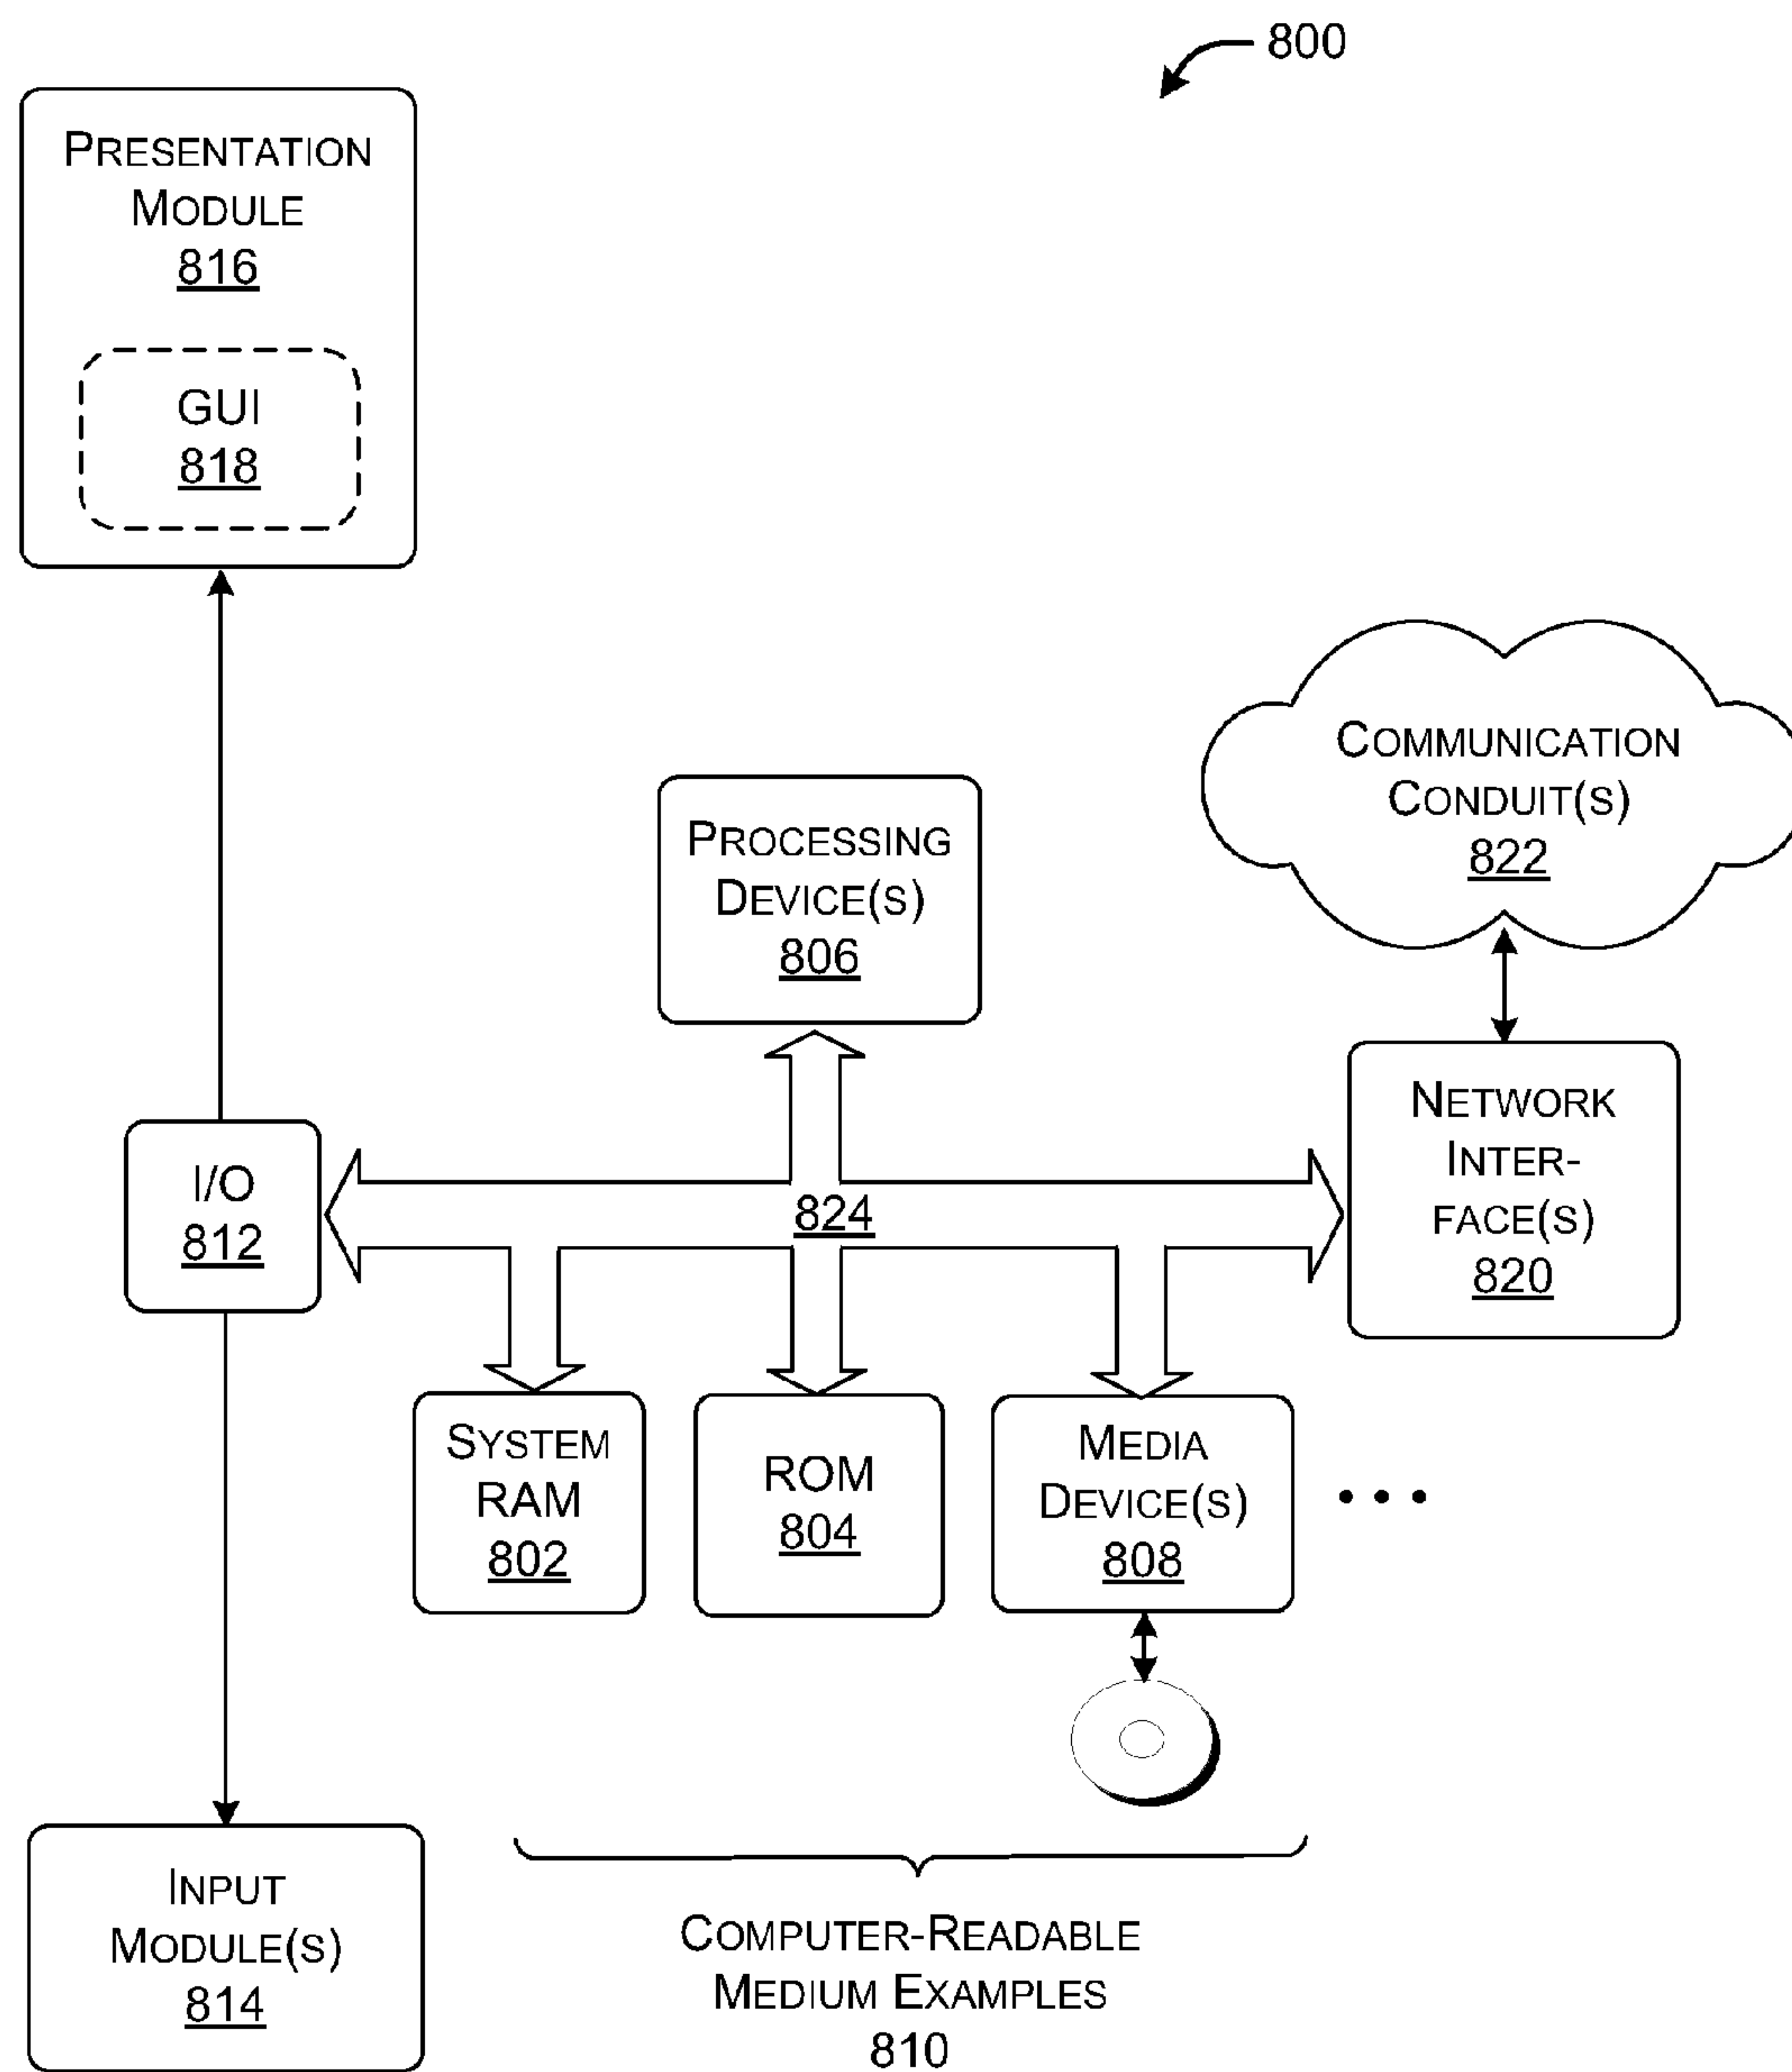 800
PRESENTATION
MODULE
816
GUI
818
COMMUNICATION
CONDUIT(S)
822
PROCESSING
DEVICE(S)
806
NETWORK
INTER-
FACE(S)
820
I/O
812
824
SYSTEM
RAM
802
ROM
804
MEDIA
DEVICE(S)
808
INPUT
MODULE(S)
814
COMPUTER-READABLE
MEDIUM EXAMPLES
810